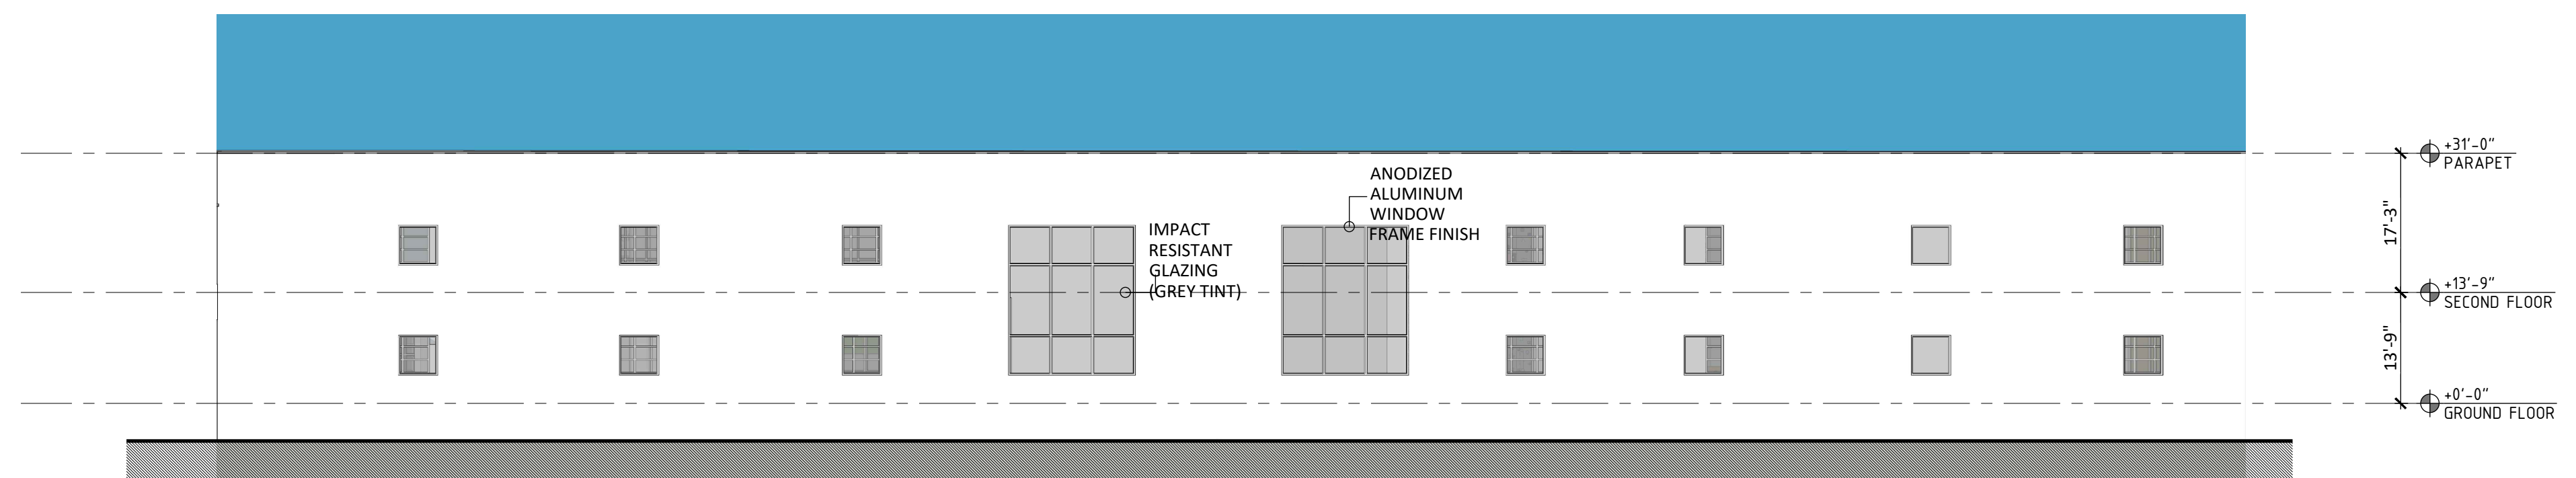 ANODIZED
ALUMINUM
WINDOW
FRAME FINISH
IMPACT
RESISTANT
GLAZING
(GREY TINT)
+31'-0"
PARAPET
17'-3"
+13'-9"
SECOND FLOOR
13'-9"
+0'-0"
GROUND FLOOR